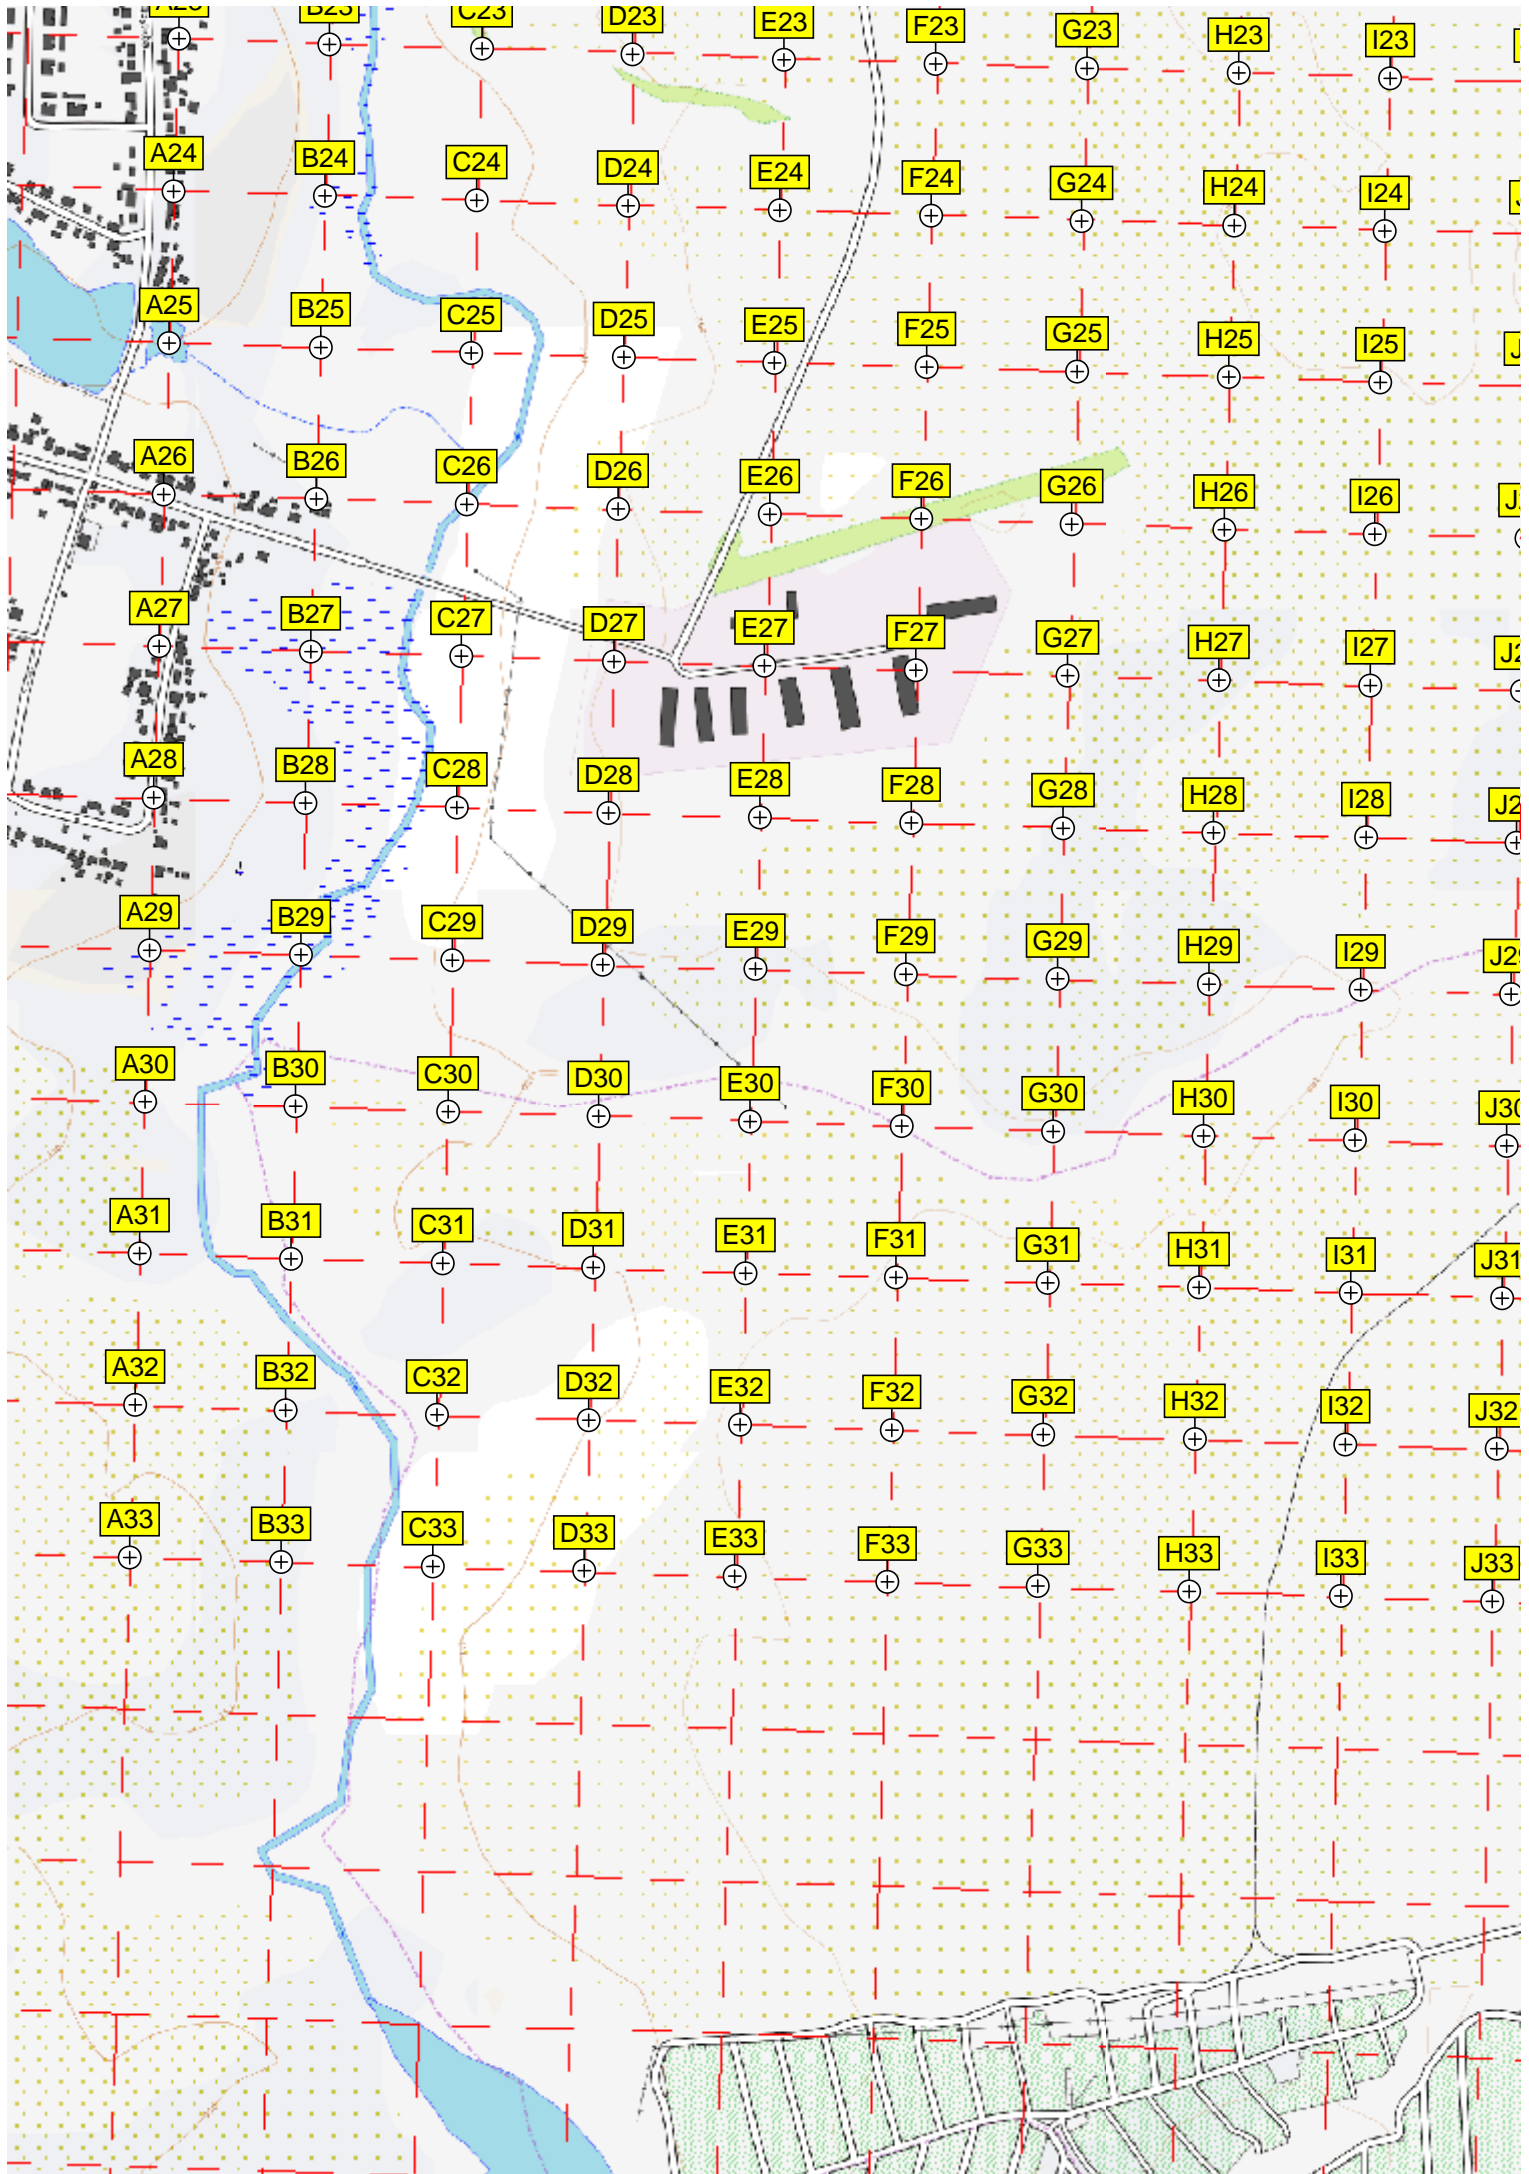 A23 B23 C23 D23 E23 F23 G23 H23 I23
A24 B24 C24 D24 E24 F24 G24 H24 I24
A25 B25 C25 D25 E25 F25 G25 H25 I25 J
A26 B26 C26 D26 E26 F26 G26 H26 I26
A27 B27 C27 D27 E27 F27 G27 H27 I27
A28 B28 C28 D28 E28 F28 G28 H28 I28
A29 B29 C29 D29 E29 F29 G29 H29 I29 J29
A30 B30 C30 D30 E30 F30 G30 H30 I30 J30
A31 B31 C31 D31 E31 F31 G31 H31 I31 J31
A32 B32 C32 D32 E32 F32 G32 H32 I32 J32
A33 B33 C33 D33 E33 F33 G33 H33 I33 J33